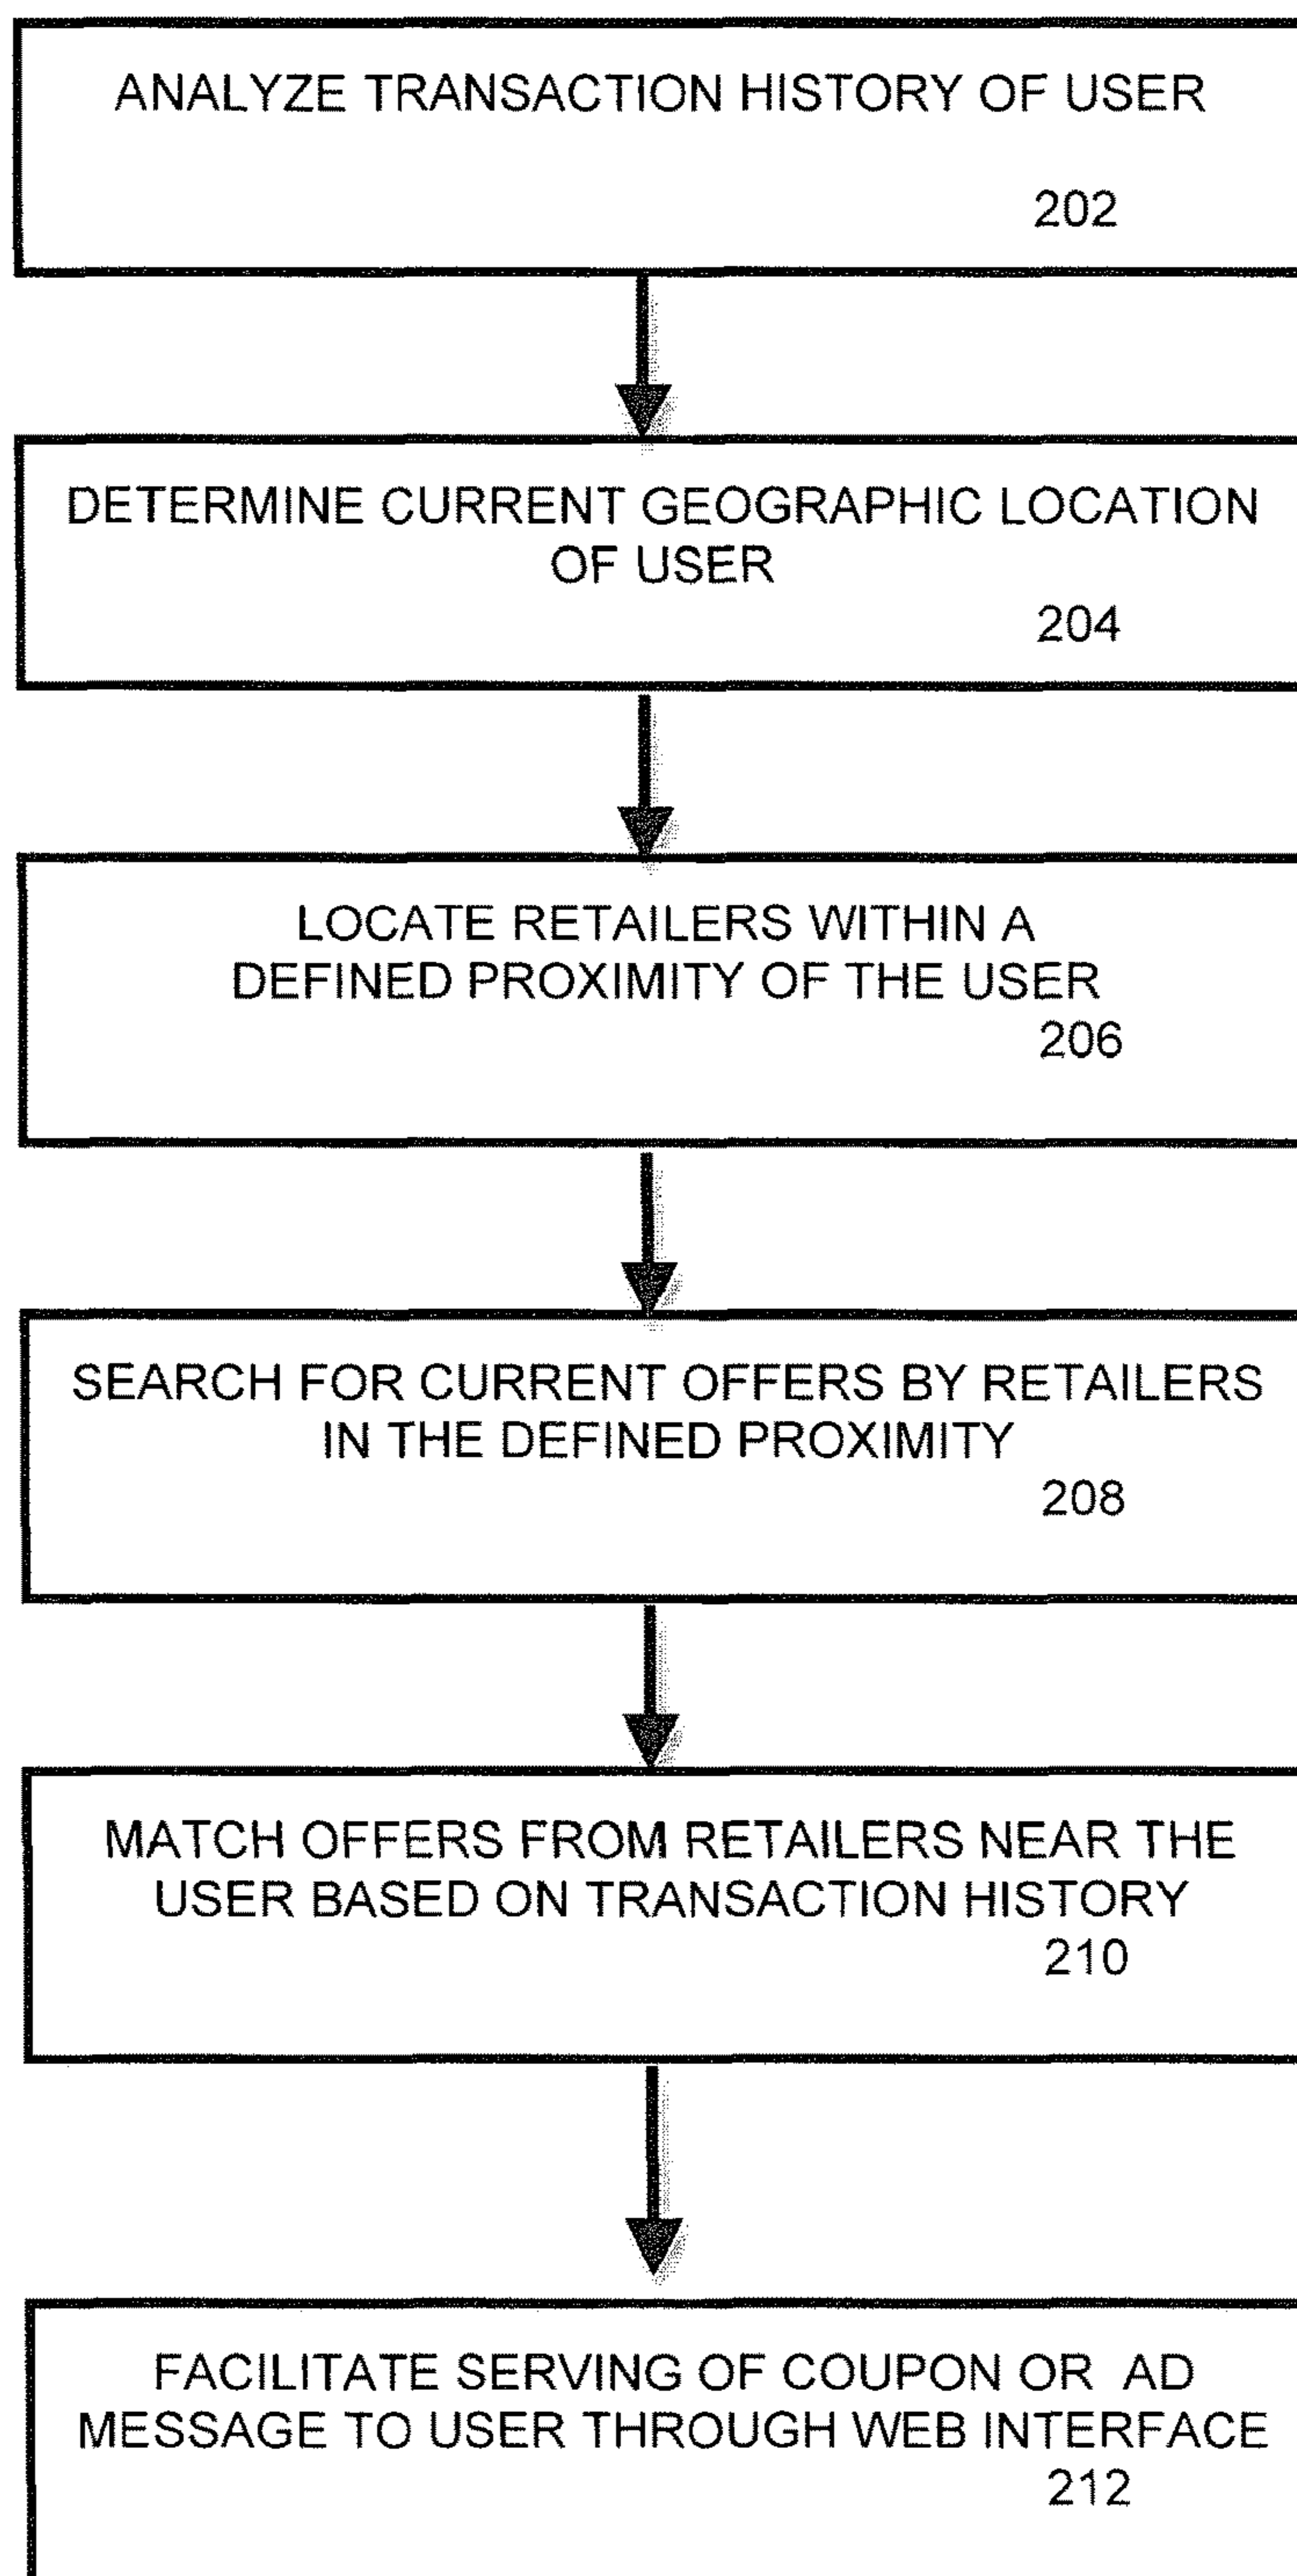 ANALYZE TRANSACTION HISTORY OF USER
202
DETERMINE CURRENT GEOGRAPHIC LOCATION
OF USER
204
LOCATE RETAILERS WITHIN A
DEFINED PROXIMITY OF THE USER
206
SEARCH FOR CURRENT OFFERS BY RETAILERS
IN THE DEFINED PROXIMITY
208
MATCH OFFERS FROM RETAILERS NEAR THE
USER BASED ON TRANSACTION HISTORY
210
FACILITATE SERVING OF COUPON OR AD
MESSAGE TO USER THROUGH WEB INTERFACE
212